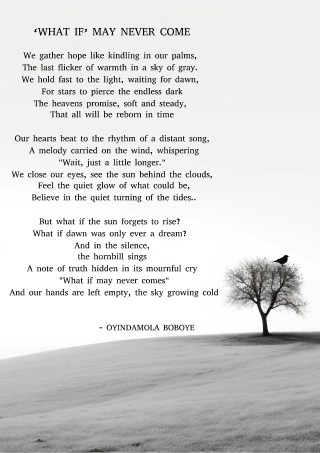 ‘WHAT IF’ MAY NEVER COME
We gather hope like kindling in our palms,
The last flicker of warmth in a sky of gray.
We hold fast to the light, waiting for dawn,
For stars to pierce the endless dark
The heavens promise, soft and steady,
That all will be reborn in time
Our hearts beat to the rhythm of a distant song,
A melody carried on the wind, whispering
"Wait, just a little longer."
We close our eyes, see the sun behind the clouds,
Feel the quiet glow of what could be,
Believe in the quiet turning of the tides..
But what if the sun forgets to rise?
What if dawn was only ever a dream?
And in the silence,
the hornbill sings
A note of truth hidden in its mournful cry
"What if may never comes"
And our hands are left empty, the sky growing cold
- OYINDAMOLA BOBOYE